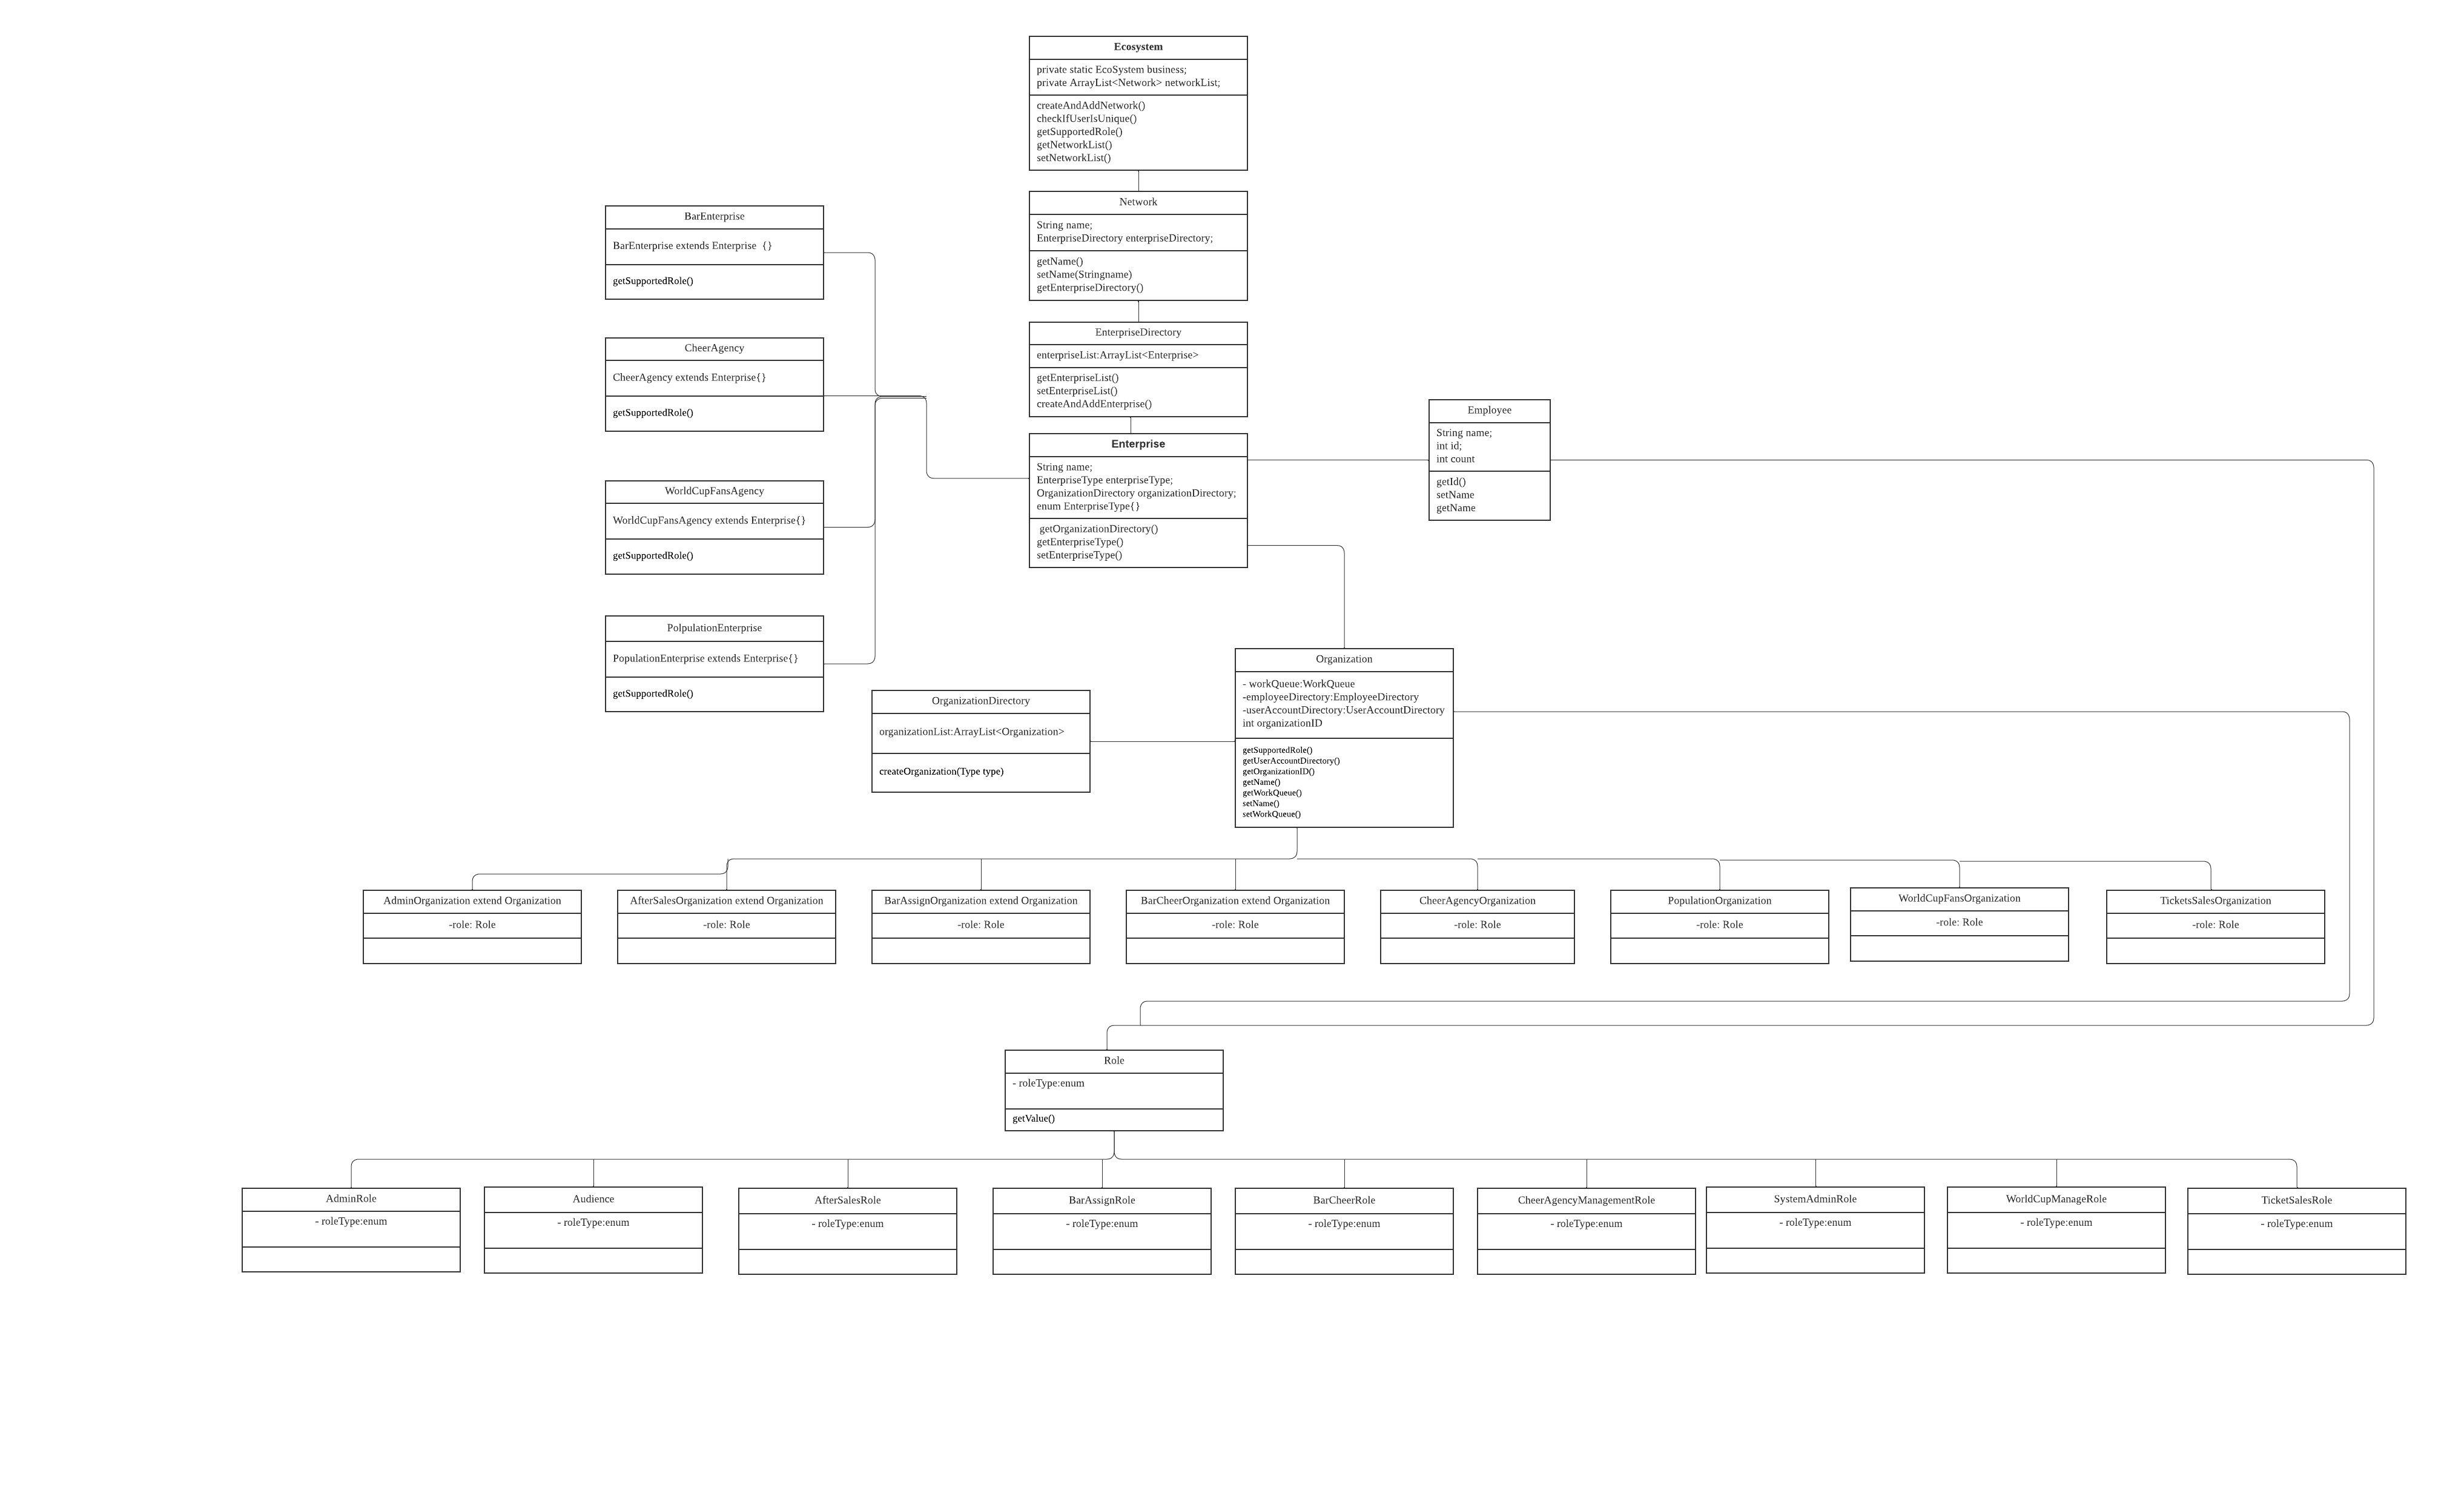 Ecosystem
private static EcoSystem business;
private ArrayList<Network> networkList;
createAndAddNetwork()
checkIfUserIsUnique()
getSupportedRole()
getNetworkList()
setNetworkList()
Network
String name;
EnterpriseDirectory enterpriseDirectory;
getName()
setName(Stringname)
getEnterpriseDirectory()
BarEnterprise
BarEnterprise extends Enterprise {}
getSupportedRole()
EnterpriseDirectory
enterpriseList:ArrayList<Enterprise>
getEnterpriseList()
setEnterpriseList()
createAndAddEnterprise()
CheerAgency
CheerAgency extends Enterprise{}
getSupportedRole()
Employee
String name;
int id;
int count
getId()
setName
getName
Enterprise
String name;
EnterpriseType enterpriseType;
OrganizationDirectory organizationDirectory;
enum EnterpriseType{}
getOrganizationDirectory()
getEnterpriseType()
setEnterpriseType()
WorldCupFansAgency
WorldCupFansAgency extends Enterprise{}
getSupportedRole()
PolpulationEnterprise
PopulationEnterprise extends Enterprise{}
getSupportedRole()
Organization
- workQueue:WorkQueue
-employeeDirectory:EmployeeDirectory
-userAccountDirectory:UserAccountDirectory
int organizationID
getSupportedRole()
getUserAccountDirectory()
getOrganizationID()
getName()
getWorkQueue()
setName()
setWorkQueue()
OrganizationDirectory
organizationList:ArrayList<Organization>
createOrganization(Type type)
AdminOrganization extend Organization
-role: Role
AfterSalesOrganization extend Organization
-role: Role
BarAssignOrganization extend Organization
-role: Role
BarCheerOrganization extend Organization
-role: Role
CheerAgencyOrganization
-role: Role
PopulationOrganization
-role: Role
WorldCupFansOrganization
-role: Role
TicketsSalesOrganization
-role: Role
Role
- roleType:enum
getValue()
AdminRole
- roleType:enum
Audience
- roleType:enum
AfterSalesRole
- roleType:enum
BarAssignRole
- roleType:enum
BarCheerRole
- roleType:enum
CheerAgencyManagementRole
- roleType:enum
SystemAdminRole
- roleType:enum
WorldCupManageRole
- roleType:enum
TicketSalesRole
- roleType:enum